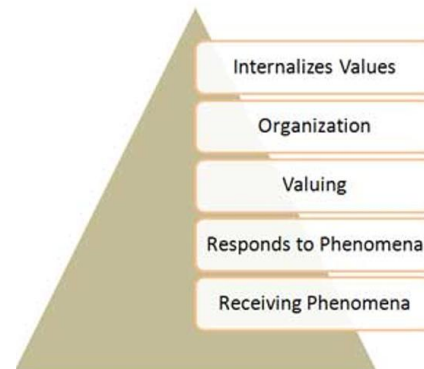 Internalizes Values
Organization
Valuing
Responds to Phenomena
Receiving Phenomena